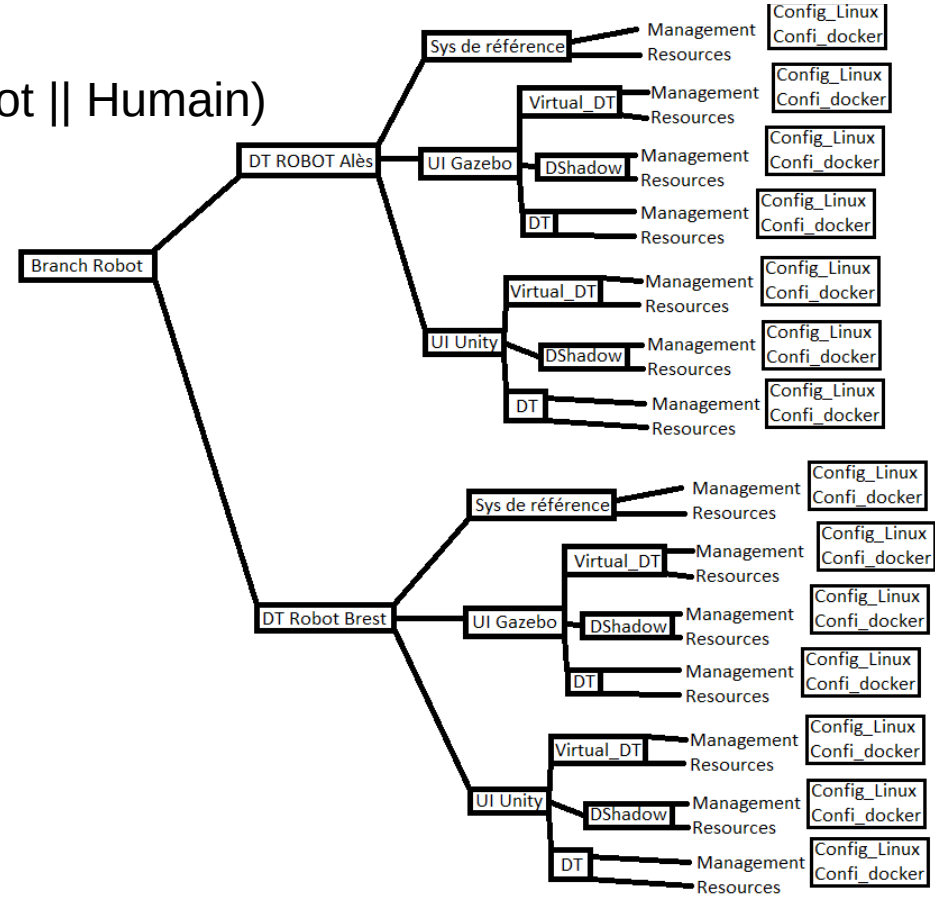 ot || Humain)
Branch Robot
DT ROBOT Alès
Sys de référence
Management
Resources
Config_Linux
Confi_docker
UI Gazebo
Virtual_DT
Management
Resources
Config_Linux
Confi_docker
DShadow
Management
Resources
Config_Linux
Confi_docker
DT
Management
Resources
Config_Linux
Confi_docker
UI Unity
Virtual_DT
Management
Resources
Config_Linux
Confi_docker
DShadow
Management
Resources
Config_Linux
Confi_docker
DT
Management
Resources
Config_Linux
Confi_docker
DT Robot Brest
Sys de référence
Management
Resources
Config_Linux
Confi_docker
UI Gazebo
Virtual_DT
Management
Resources
Config_Linux
Confi_docker
DShadow
Management
Resources
Config_Linux
Confi_docker
DT
Management
Resources
Config_Linux
Confi_docker
UI Unity
Virtual_DT
Management
Resources
Config_Linux
Confi_docker
DShadow
Management
Resources
Config_Linux
Confi_docker
DT
Management
Resources
Config_Linux
Confi_docker